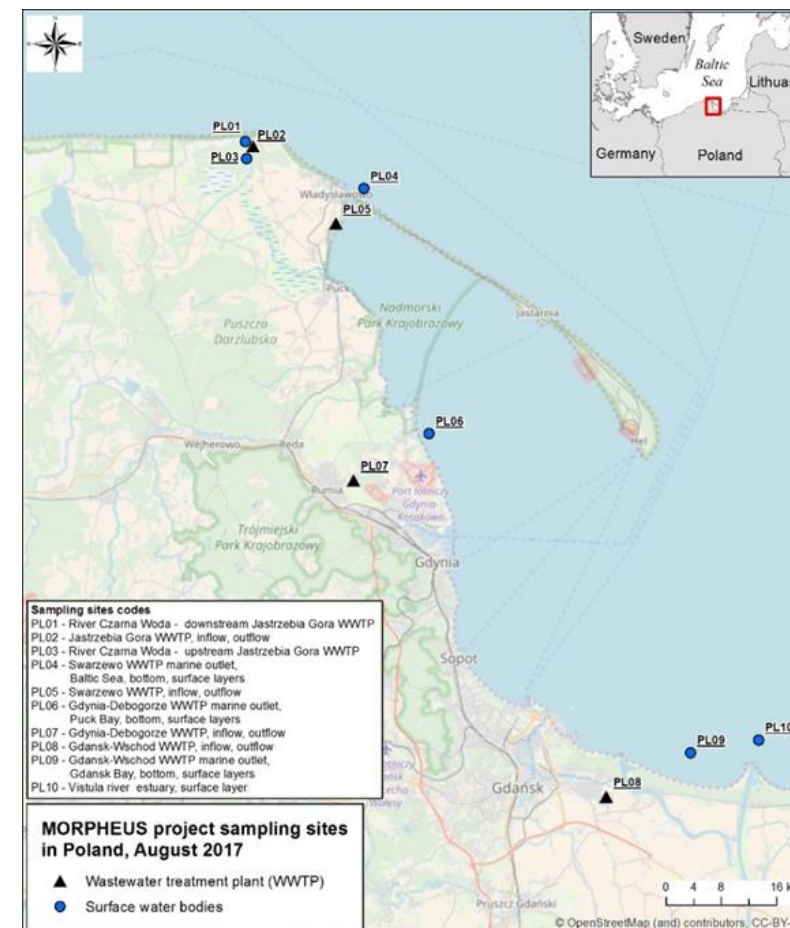 Sweden
Baltic
Sea
Lithua
Germany
Poland
PL01
PL02
PL03
PL04
Władysławowo
PL05
Puck
Nadmorski
Park Krajobrazowy
Jastarnia
Puszcza
Darżlubska
PL06
Hel
Wejherowo
Reda
PL07
Rumia
Port lotniczy
Gdynia-
Kosakowo
Trójmiejski
Park Krajobrazowy
Gdynia
Sampling sites codes
PL01 - River Czarna Woda - downstream Jastrzebia Gora WWTP
PL02 - Jastrzebia Gora WWTP, inflow, outflow
PL03 - River Czarna Woda - upstream Jastrzebia Gora WWTP
PL04 - Swarzewo WWTP marine outlet,
Baltic Sea, bottom, surface layers
PL05 - Swarzewo WWTP, inflow, outflow
PL06 - Gdynia-Debogorze WWTP marine outlet,
Puck Bay, bottom, surface layers
PL07 - Gdynia-Debogorze WWTP, inflow, outflow
PL08 - Gdansk-Wschod WWTP, inflow, outflow
PL09 - Gdansk-Wschod WWTP marine outlet,
Gdansk Bay, bottom, surface layers
PL10 - Vistula river estuary, surface layer
Sopot
PL10
PL09
PL08
Gdańsk
Wałęsy
MORPHEUS project sampling sites
in Poland, August 2017
Wastewater treatment plant (WWTP)
Surface water bodies
Pruszcz Gdański
0 4 8 16 k
© OpenStreetMap (and) contributors, CC-BY-